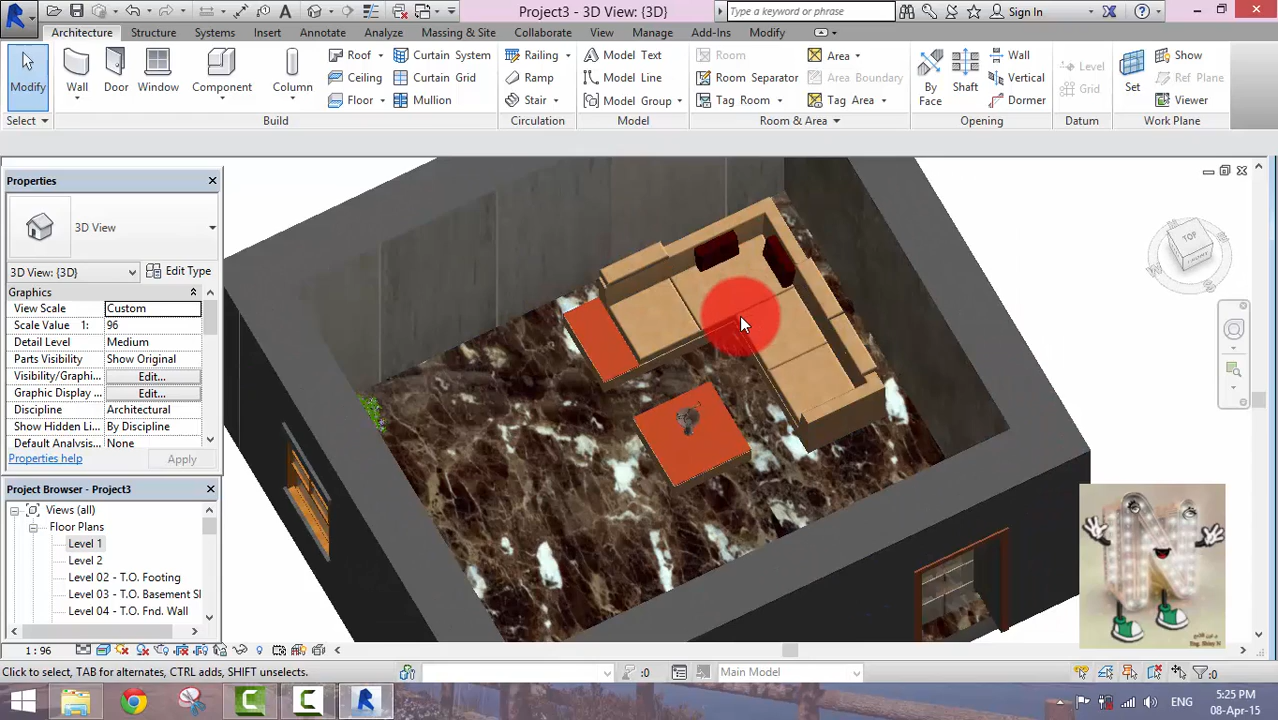 Project3 - 3D View: {3D}
Type a keyword or phrase
Sign In
Architecture Structure Systems Insert Annotate Analyze Massing & Site Collaborate View Manage Add-Ins Modify
Modify
Wall
Door
Window
Component
Column
Roof
Ceiling
Floor
Curtain System
Curtain Grid
Mullion
Railing
Ramp
Stair
Model Text
Model Line
Model Group
Room
Room Separator
Tag Room
Area
Area Boundary
Tag Area
By Face
Shaft
Wall
Vertical
Dormer
Level
Grid
Set
Show
Ref Plane
Viewer
Select
Build
Circulation
Model
Room & Area
Opening
Datum
Work Plane
Properties
3D View
3D View: {3D}
Edit Type
Graphics
View Scale Custom
Scale Value 1: 96
Detail Level Medium
Parts Visibility Show Original
Visibility/Graphi... Edit...
Graphic Display ... Edit...
Discipline Architectural
Show Hidden Li... By Discipline
Default Analysis... None
Properties help
Apply
Project Browser - Project3
Views (all)
Floor Plans
Level 1
Level 2
Level 02 - T.O. Footing
Level 03 - T.O. Basement Sl
Level 04 - T.O. Fnd. Wall
TOP
FRONT
1 : 96
Click to select, TAB for alternates, CTRL adds, SHIFT unselects.
:0
Main Model
:0
ENG
5:25 PM
08-Apr-15